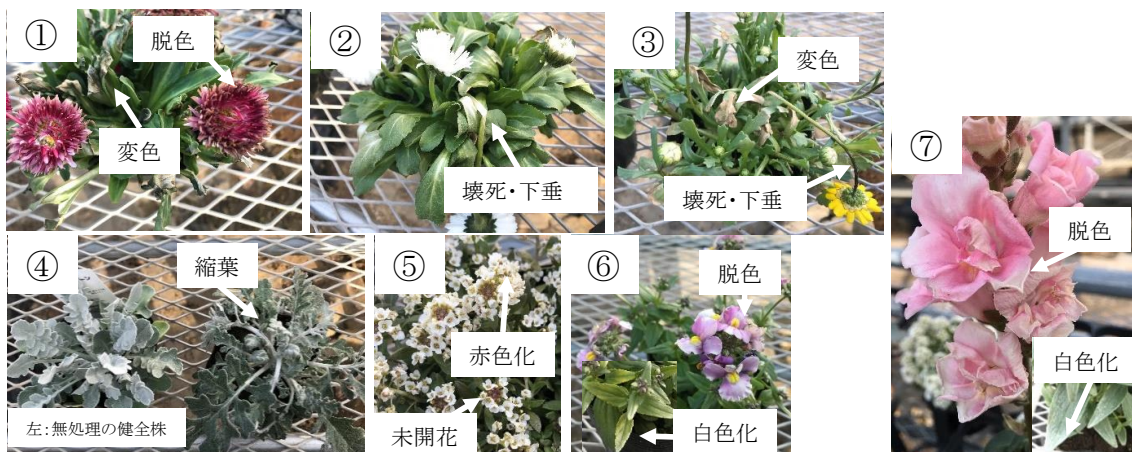 ①
脱色
変色
②
壊死・下垂
③
変色
壊死・下垂
④
縮葉
左：無処理の健全株
⑤
赤色化
未開花
⑥
脱色
白色化
⑦
脱色
白色化